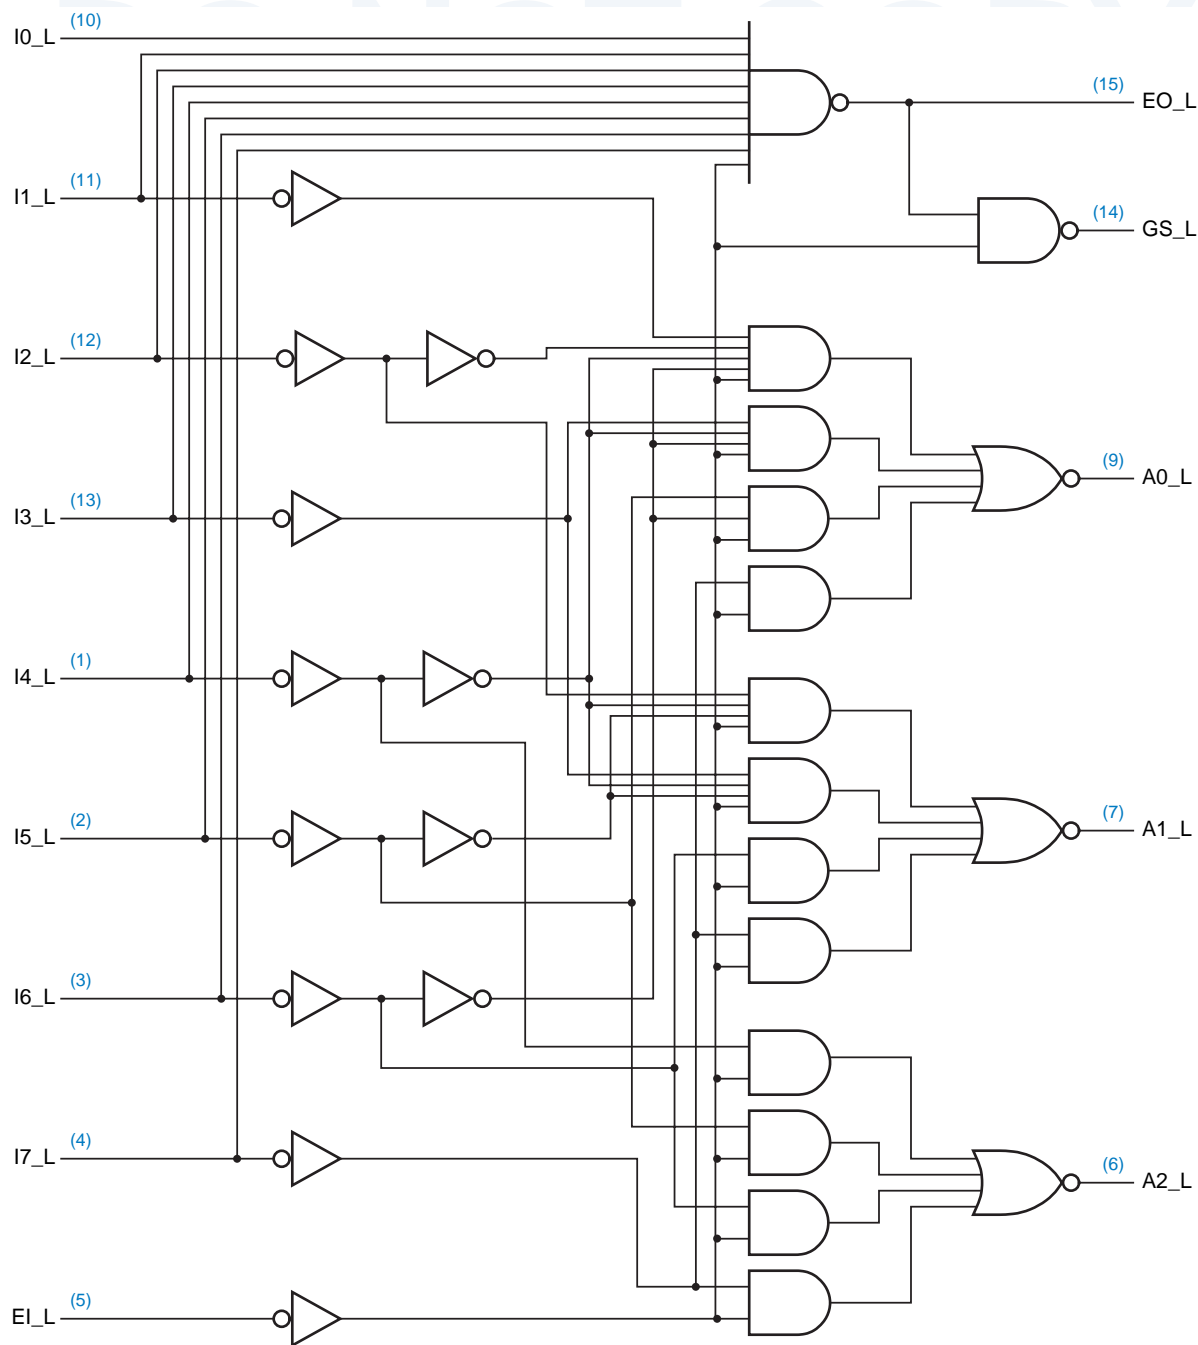 (10)
I0_L
(15)
EO_L
(11)
I1_L
(14)
GS_L
(12)
I2_L
(9)
A0_L
(13)
I3_L
(1)
I4_L
(7)
A1_L
(2)
I5_L
(3)
I6_L
(4)
I7_L
(6)
A2_L
(5)
EI_L